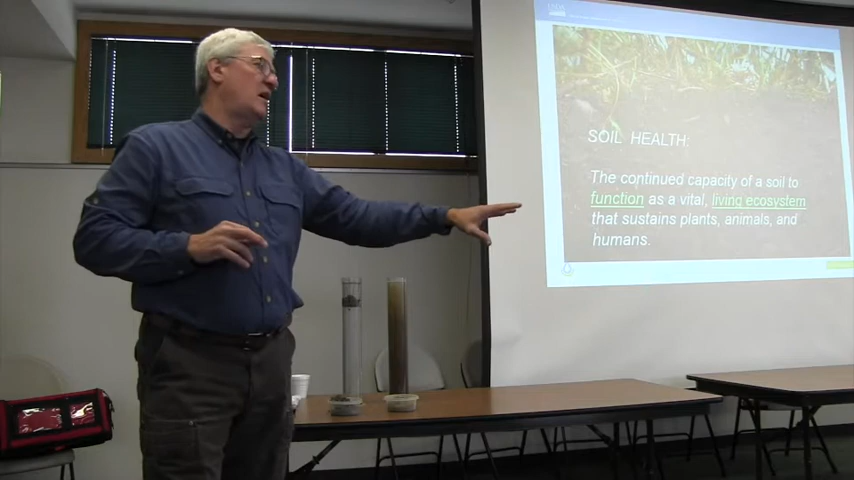 USDA
SOIL HEALTH:
The continued capacity of a soil to
function as a vital, living ecosystem
that sustains plants, animals, and
humans.